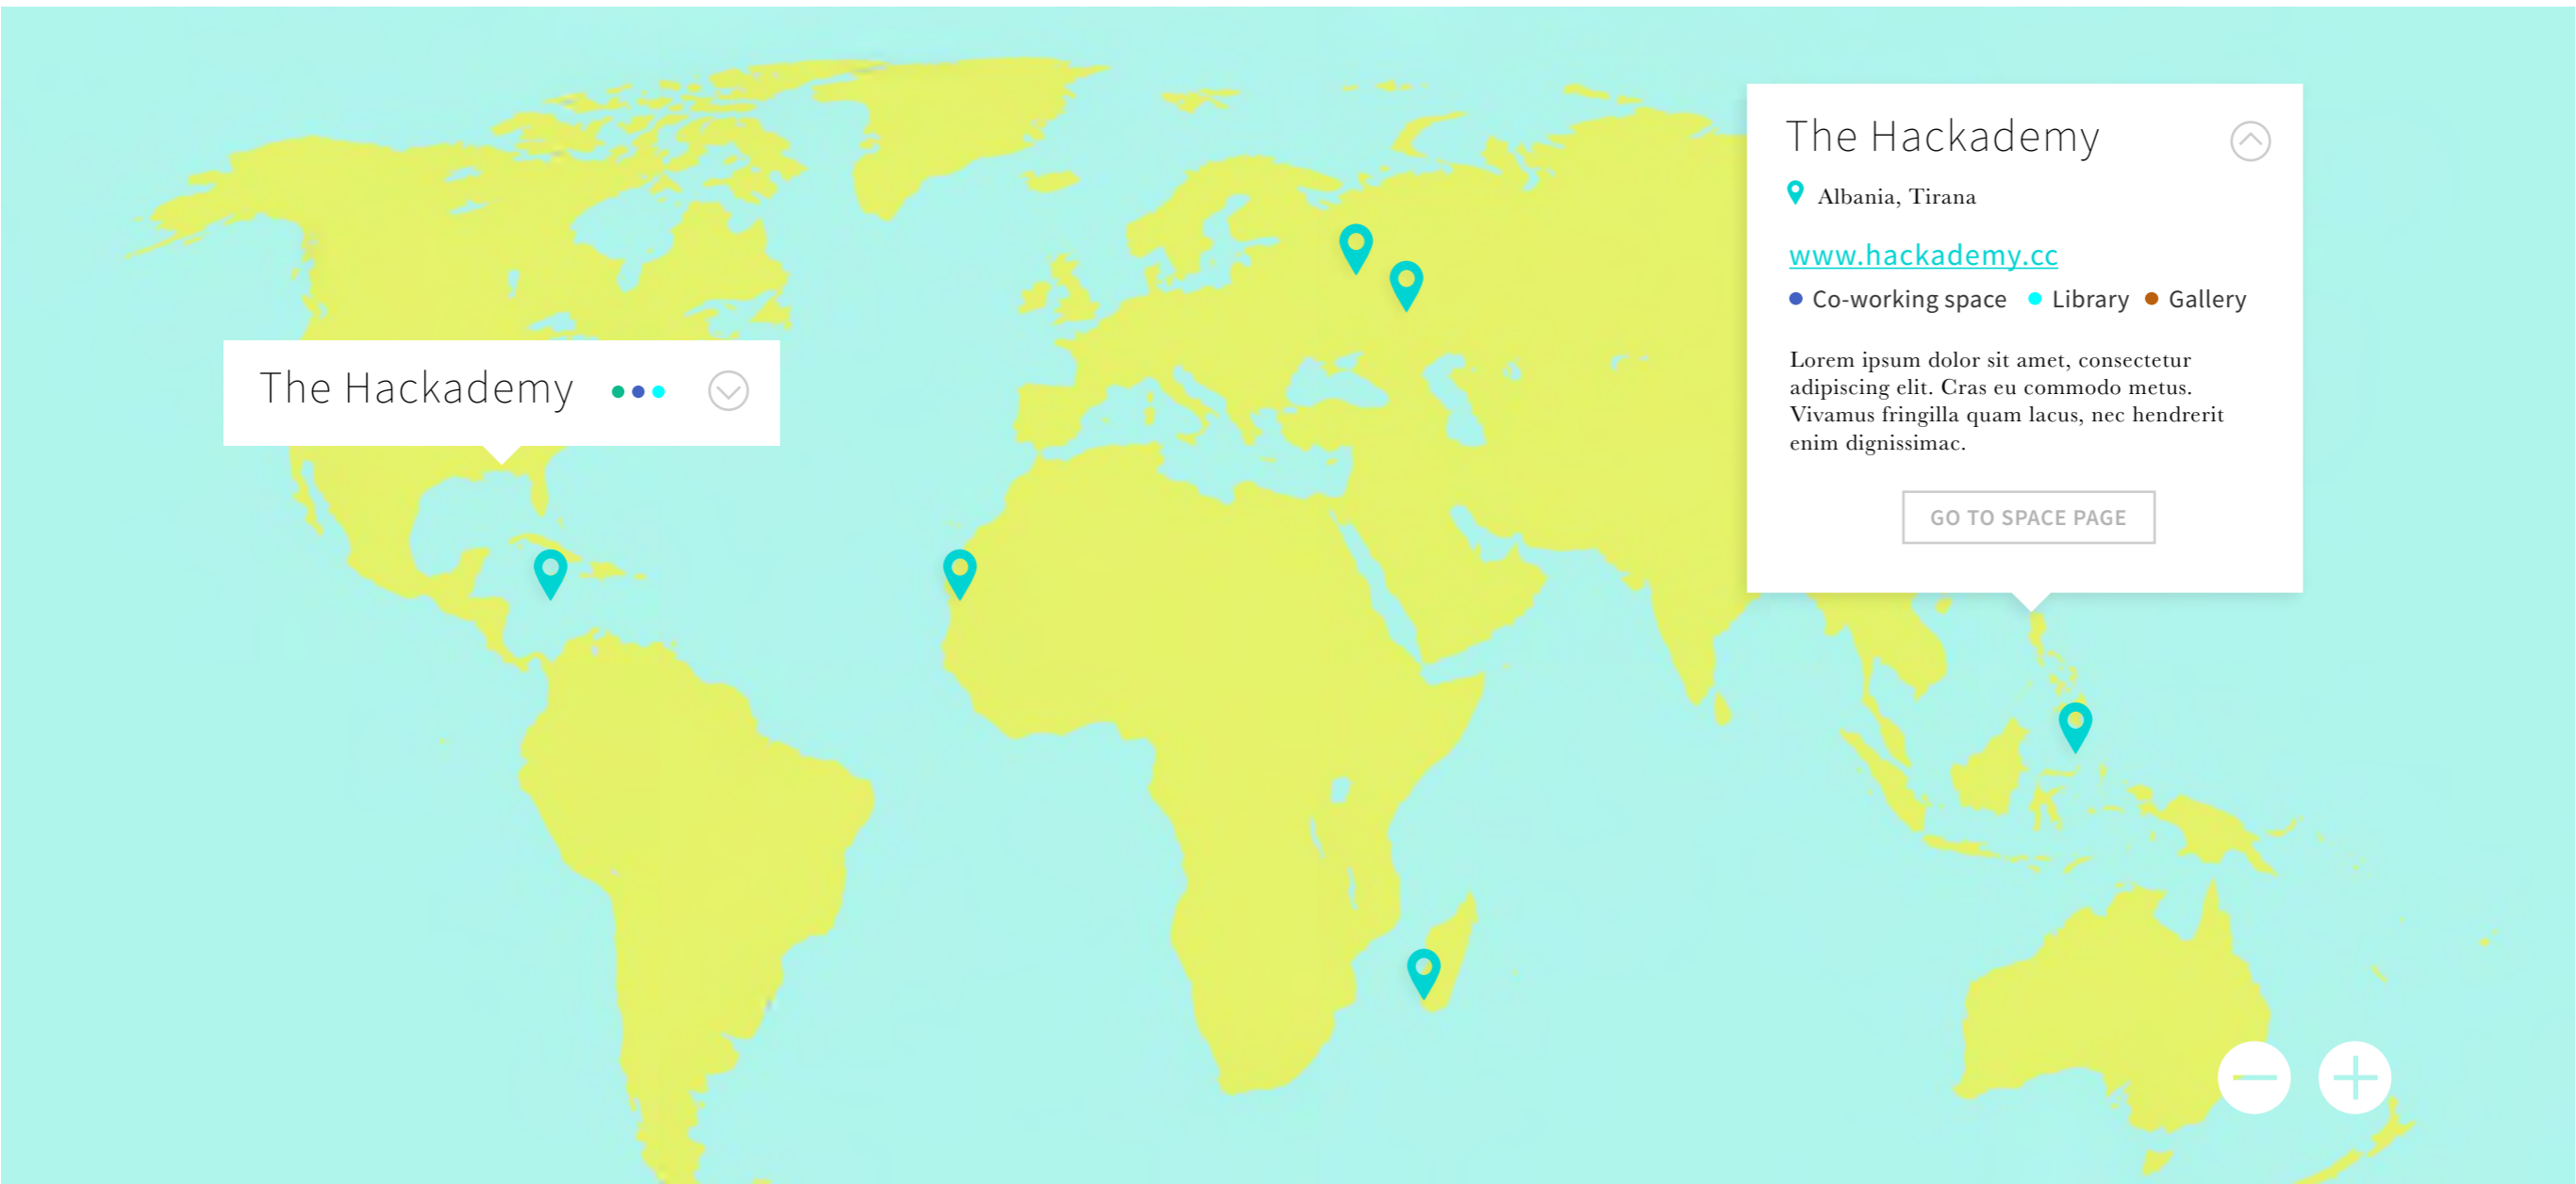 The Hackademy
Albania, Tirana
www.hackademy.cc
Co-working space Library Gallery
Lorem ipsum dolor sit amet, consectetur
adipiscing elit. Cras eu commodo metus.
Vivamus fringilla quam lacus, nec hendrerit
enim dignissimac.
GO TO SPACE PAGE
The Hackademy